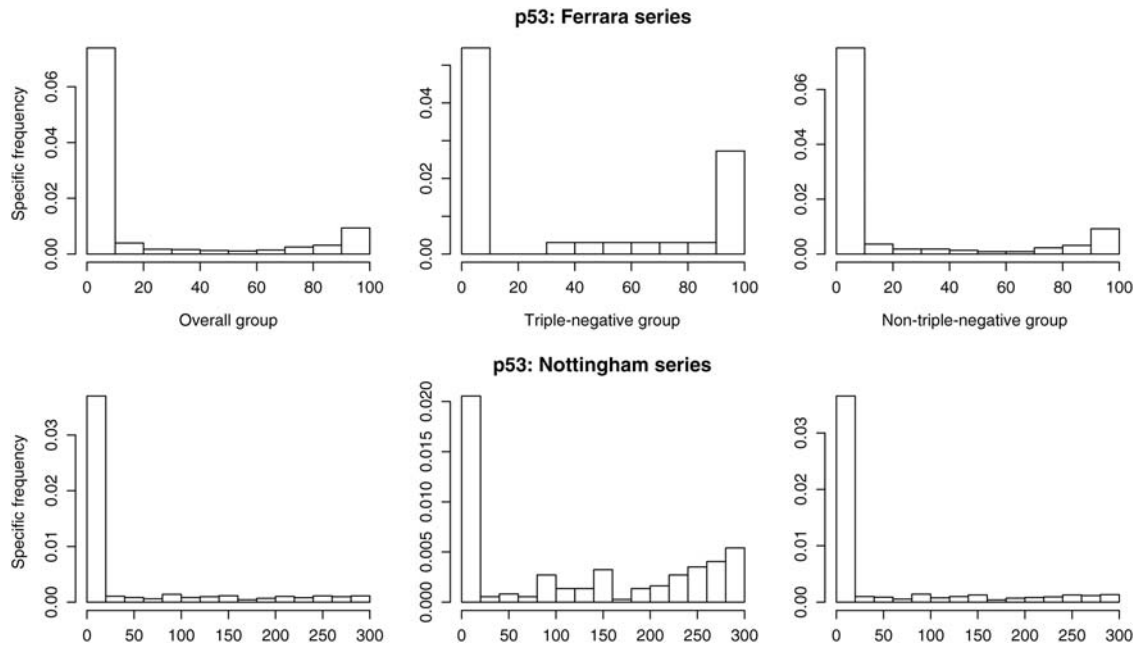 p53: Ferrara series
Specific frequency
0.00 0.02 0.04 0.06
0 20 40 60 80 100
Overall group
0.00 0.02 0.04
0 20 40 60 80 100
Triple-negative group
0.00 0.02 0.04 0.06
0 20 40 60 80 100
Non-triple-negative group
p53: Nottingham series
Specific frequency
0.00 0.01 0.02 0.03
0 50 100 150 200 250 300
0.000 0.005 0.010 0.015 0.020
0 50 100 150 200 250 300
0.00 0.01 0.02 0.03
0 50 100 150 200 250 300